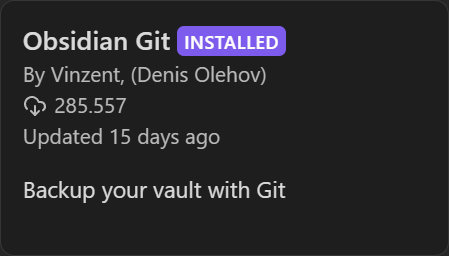 Obsidian Git INSTALLED
By Vinzent, (Denis Olehov)
285.557
Updated 15 days ago
Backup your vault with Git